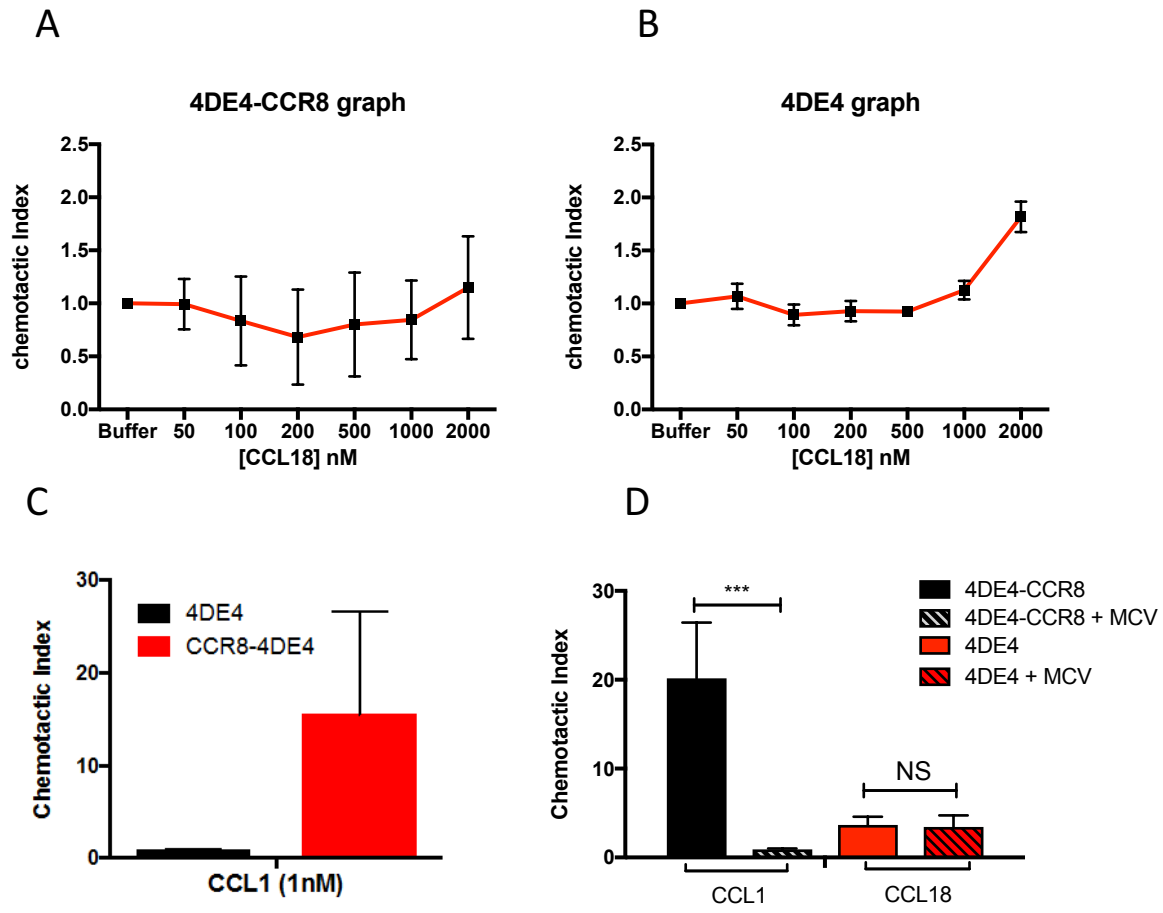 A
4DE4-CCR8 graph
chemotactic Index
2.5
2.0
1.5
1.0
0.5
0.0
Buffer 50 100 200 500 1000 2000
[CCL18] nM
B
4DE4 graph
chemotactic Index
2.5
2.0
1.5
1.0
0.5
0.0
Buffer 50 100 200 500 1000 2000
[CCL18] nM
C
Chemotactic Index
30
20
10
0
4DE4
CCR8-4DE4
CCL1 (1nM)
D
Chemotactic Index
30
20
10
0
***
NS
4DE4-CCR8
4DE4-CCR8 + MCV
4DE4
4DE4 + MCV
CCL1 CCL18